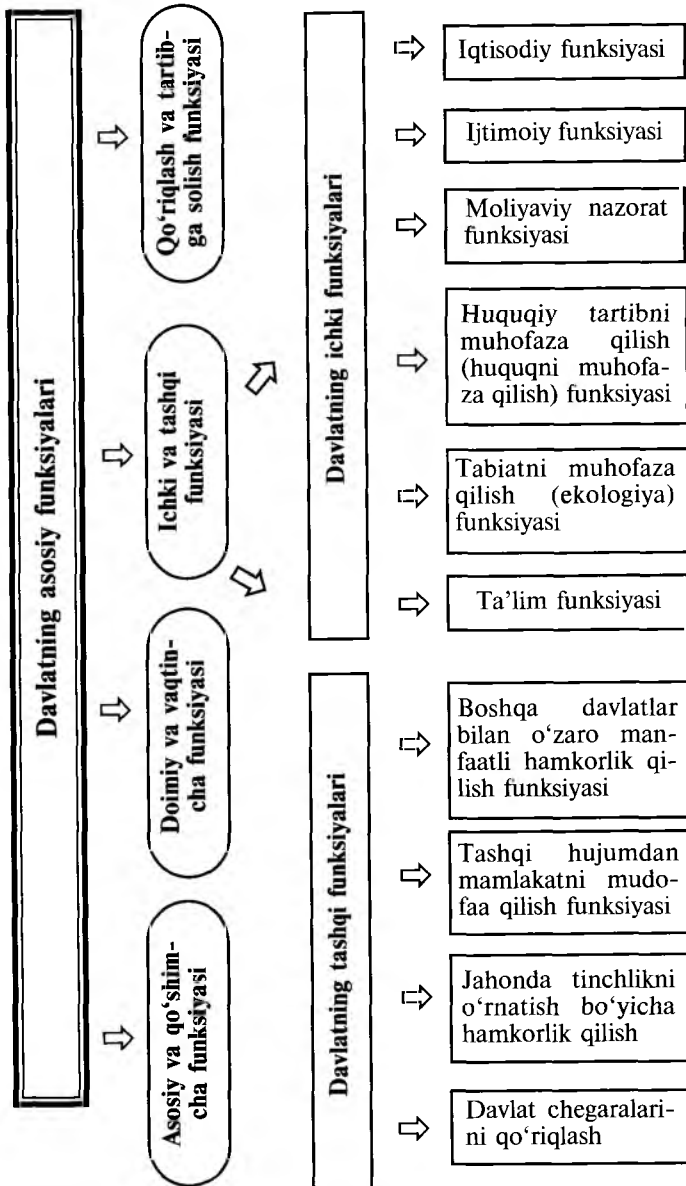 Davlatning asosiy funksiyalari
Qo‘riqlash va tartib-
ga solish funksiyasi
Ichki va tashqi
funksiyasi
Doimiy va vaqtin-
cha funksiyasi
Asosiy va qo‘shim-
cha funksiyasi
Davlatning ichki funksiyalari
Iqtisodiy funksiyasi
Ijtimoiy funksiyasi
Moliyaviy nazorat
funksiyasi
Huquqiy tartibni
muhofaza qilish
(huquqni muhofa-
za qilish) funksiyasi
Tabiatni muhofaza
qilish (ekologiya)
funksiyasi
Ta’lim funksiyasi
Davlatning tashqi funksiyalari
Boshqa davlatlar
bilan o‘zaro man-
faatli hamkorlik qi-
lish funksiyasi
Tashqi hujumdan
mamlakatni mudo-
faa qilish funksiyasi
Jahonda tinchlikni
o‘rnatish bo‘yicha
hamkorlik qilish
Davlat chegaralari-
ni qo‘riqlash